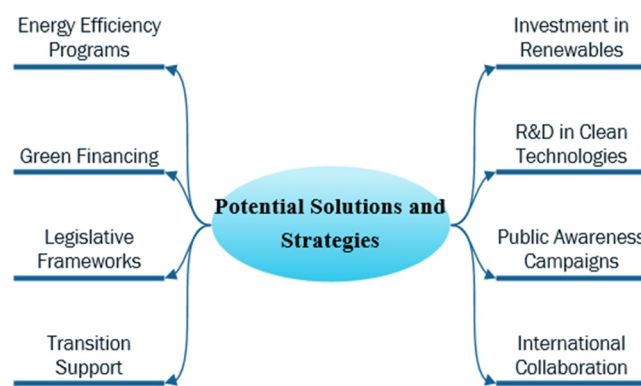 Energy Efficiency
Programs
Investment in
Renewables
Green Financing
R&D in Clean
Technologies
Potential Solutions and
Strategies
Legislative
Frameworks
Public Awareness
Campaigns
Transition
Support
International
Collaboration